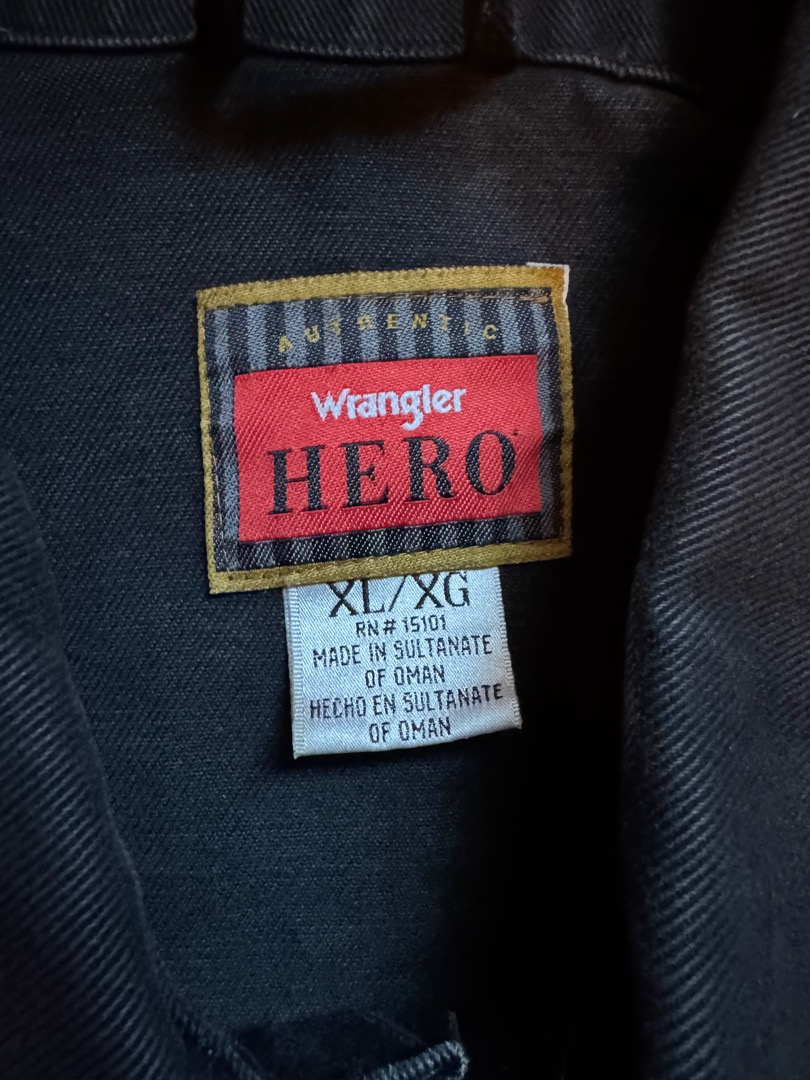 AUTHENTIC
Wrangler
HERO
XL/XG
RN# 15101
MADE IN SULTANATE
OF OMAN
HECHO EN SULTANATE
OF OMAN